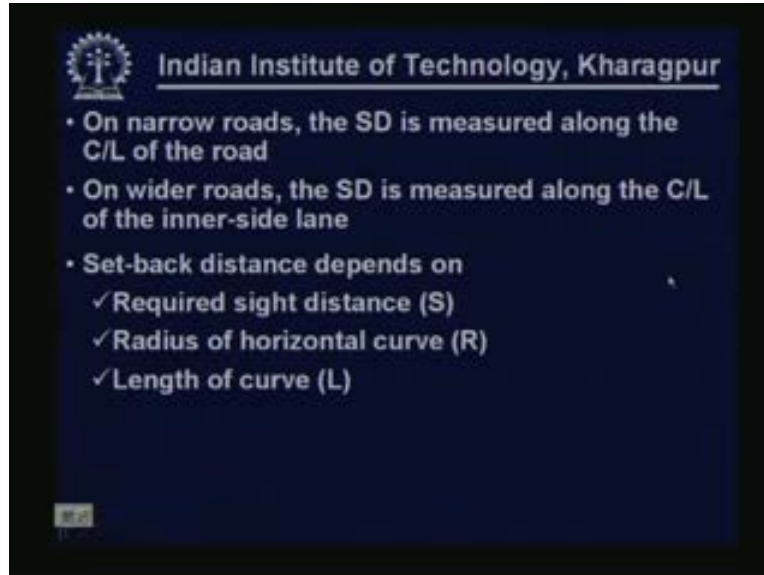 Indian Institute of Technology, Kharagpur
• On narrow roads, the SD is measured along the
C/L of the road
• On wider roads, the SD is measured along the C/L
of the inner-side lane
• Set-back distance depends on
✓Required sight distance (S)
✓Radius of horizontal curve (R)
✓Length of curve (L)